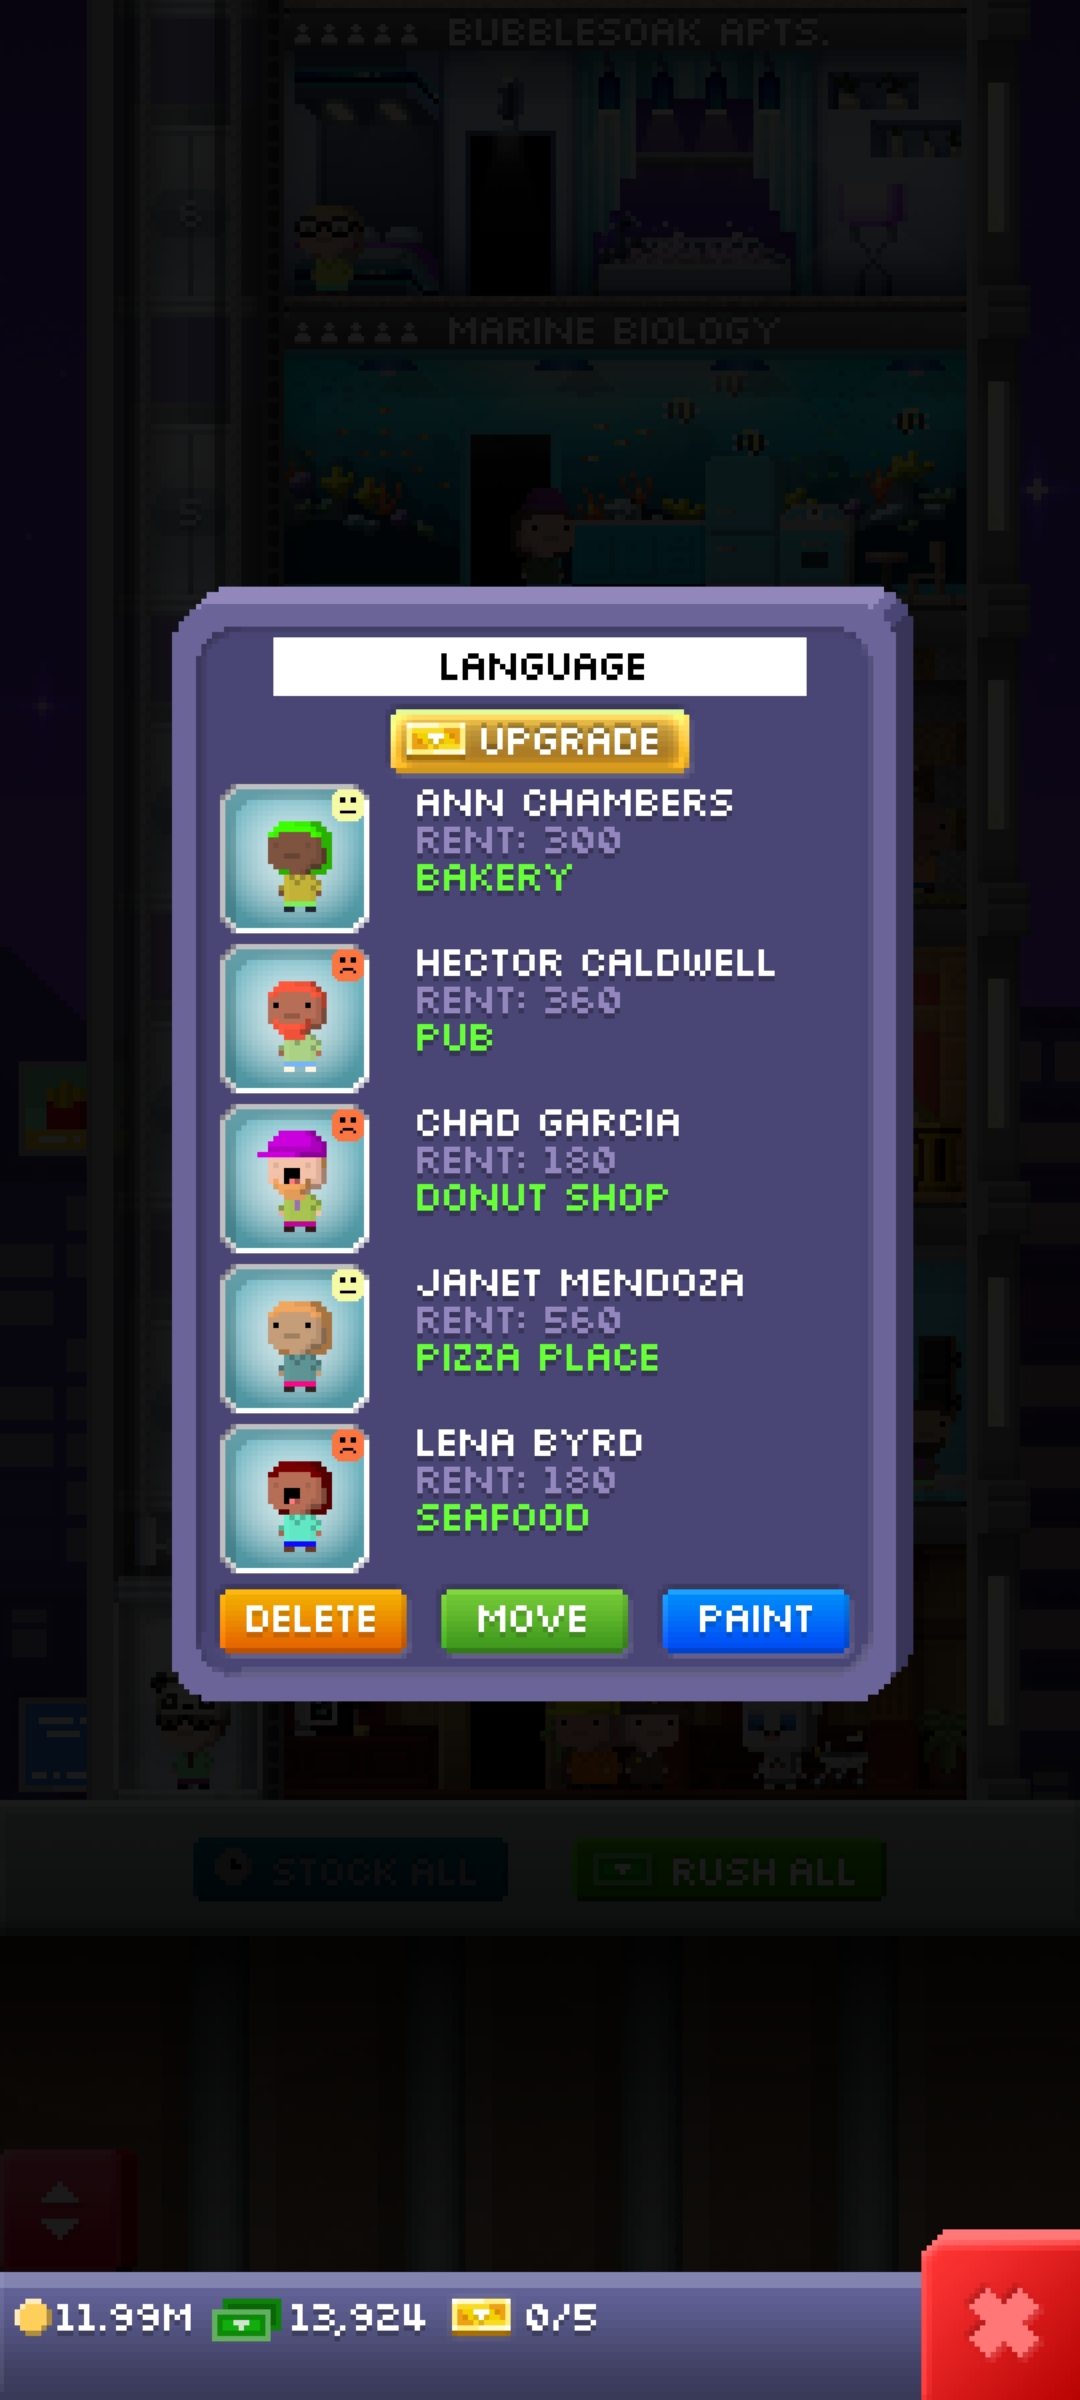 BUBBLESOAK APTS.
6
MARINE BIOLOGY
5
LANGUAGE
UPGRADE
ANN CHAMBERS
RENT: 300
BAKERY
HECTOR CALDWELL
RENT: 360
PUB
CHAD GARCIA
RENT: 180
DONUT SHOP
JANET MENDOZA
RENT: 560
PIZZA PLACE
LENA BYRD
RENT: 180
SEAFOOD
DELETE MOVE PAINT
STOCK ALL RUSH ALL
11.99M 13,924 0/5